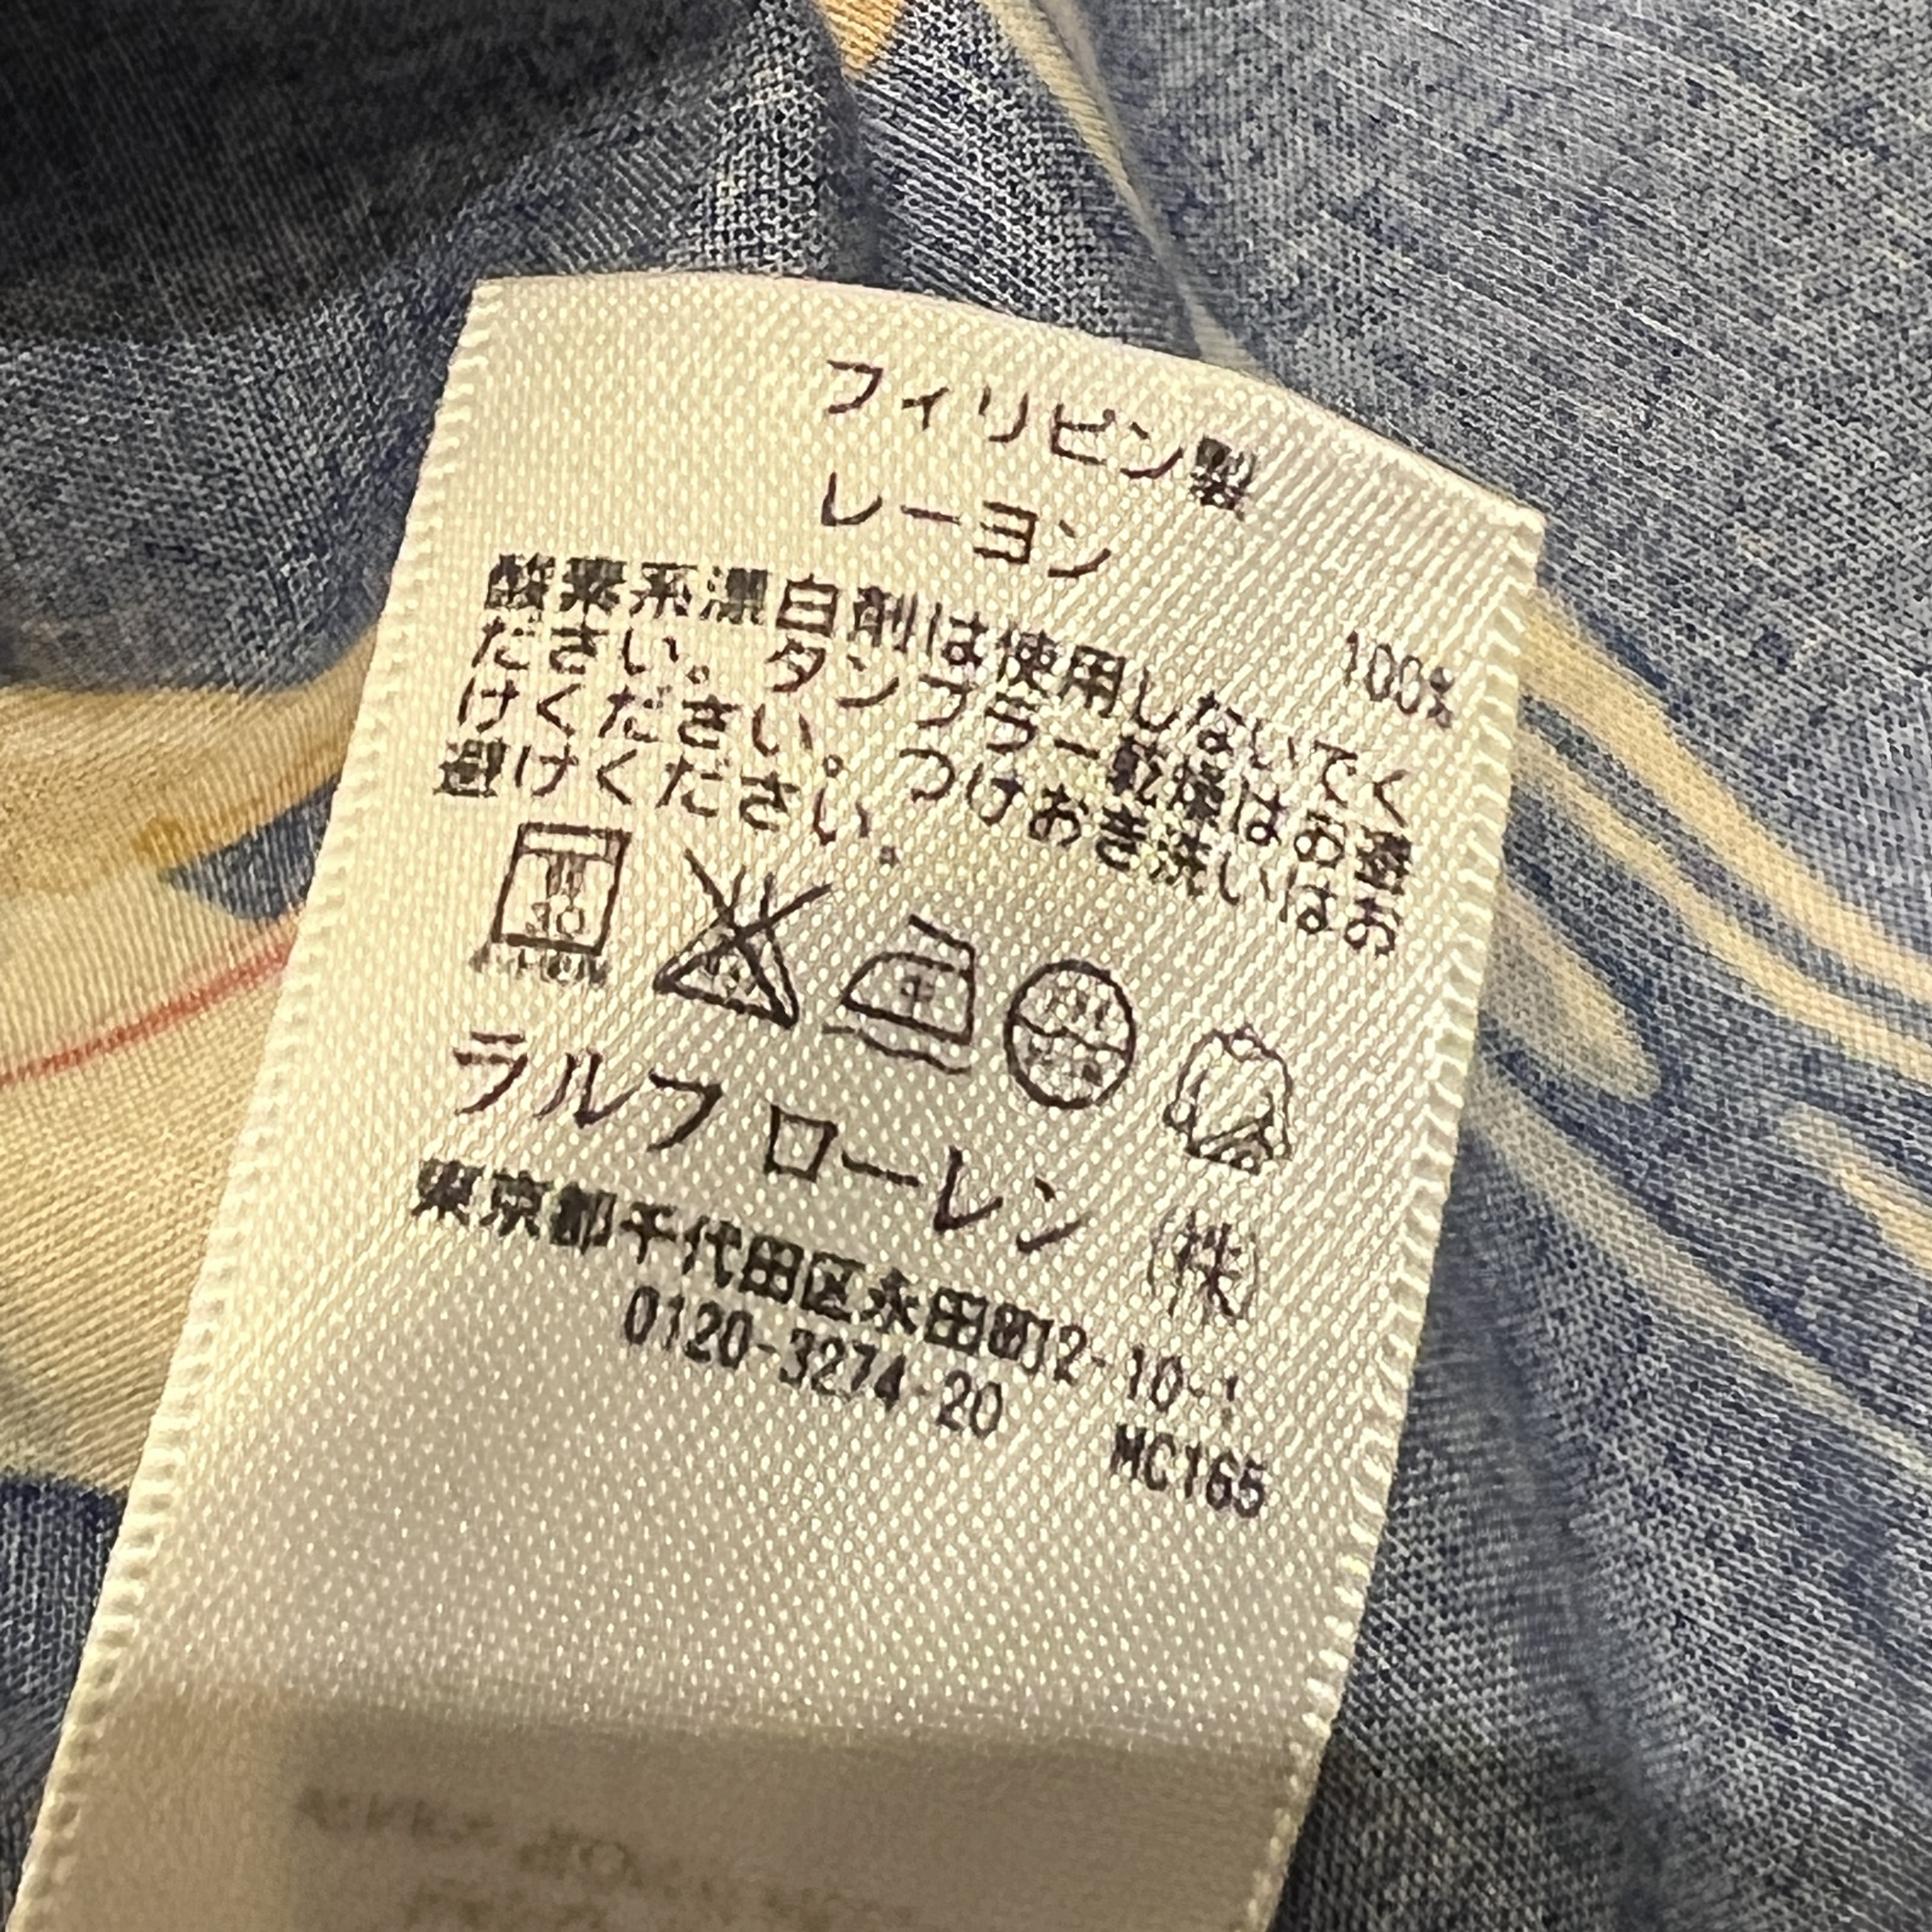 フィリピン製
レーヨン 100%
酸素系漂白剤は使用しないでく
ださい。タンブラー乾燥はお避
けください。つけおき洗いはお
避けください。
30
中
ラルフ ローレン (株)
東京都千代田区永田町2-10-1
0120-3274-20
MC165